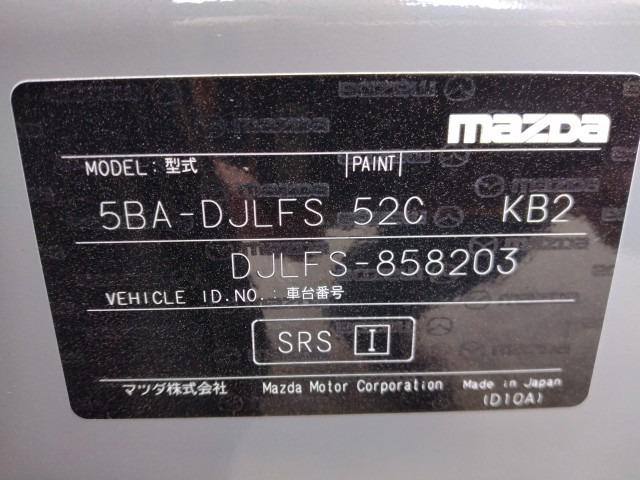 mazda
MODEL: 型式 PAINT
5BA-DJLFS 52C KB2
DJLFS-858203
VEHICLE ID.NO.: 車台番号
SRS I
マツダ株式会社 Mazda Motor Corporation Made in Japan
(D10A)